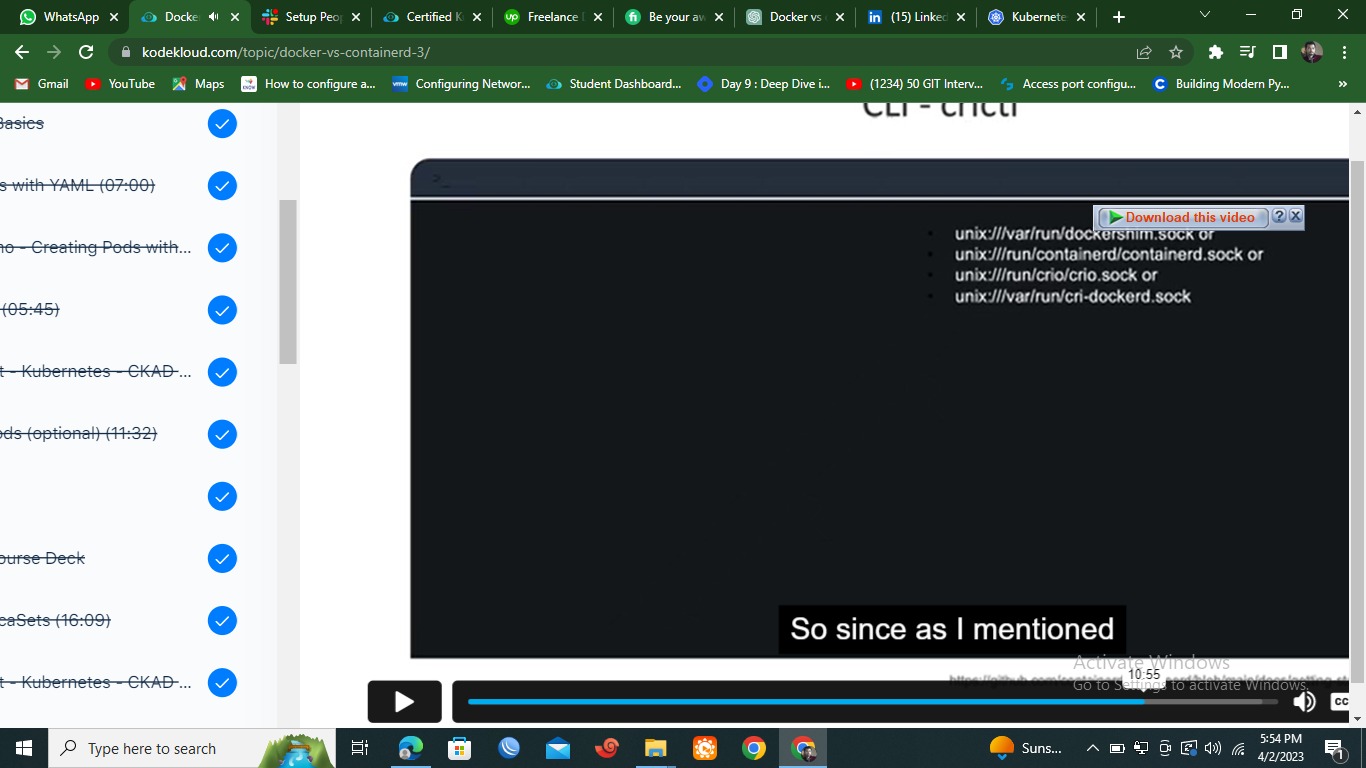 WhatsApp
Docke
Setup Peop
Certified K
Freelance
Be your aw
Docker vs
(15) Linked
Kubernete
kodekloud.com/topic/docker-vs-containerd-3/
Gmail
YouTube
Maps
How to configure a...
Configuring Networ...
Student Dashboard...
Day 9 : Deep Dive i...
(1234) 50 GIT Interv...
Access port configu...
Building Modern Py...
»
CLI - crictl
Basics
s with YAML (07:00)
no - Creating Pods with...
(05:45)
t - Kubernetes - CKAD ...
ods (optional) (11:32)
ourse Deck
caSets (16:09)
t - Kubernetes - CKAD ...
Download this video
unix:///var/run/dockershim.sock or
unix:///run/containerd/containerd.sock or
unix:///run/crio/crio.sock or
unix:///var/run/cri-dockerd.sock
So since as I mentioned
Activate Windows
Go to Settings to activate Windows.
10:55
CC
Type here to search
Suns...
5:54 PM
4/2/2023
1